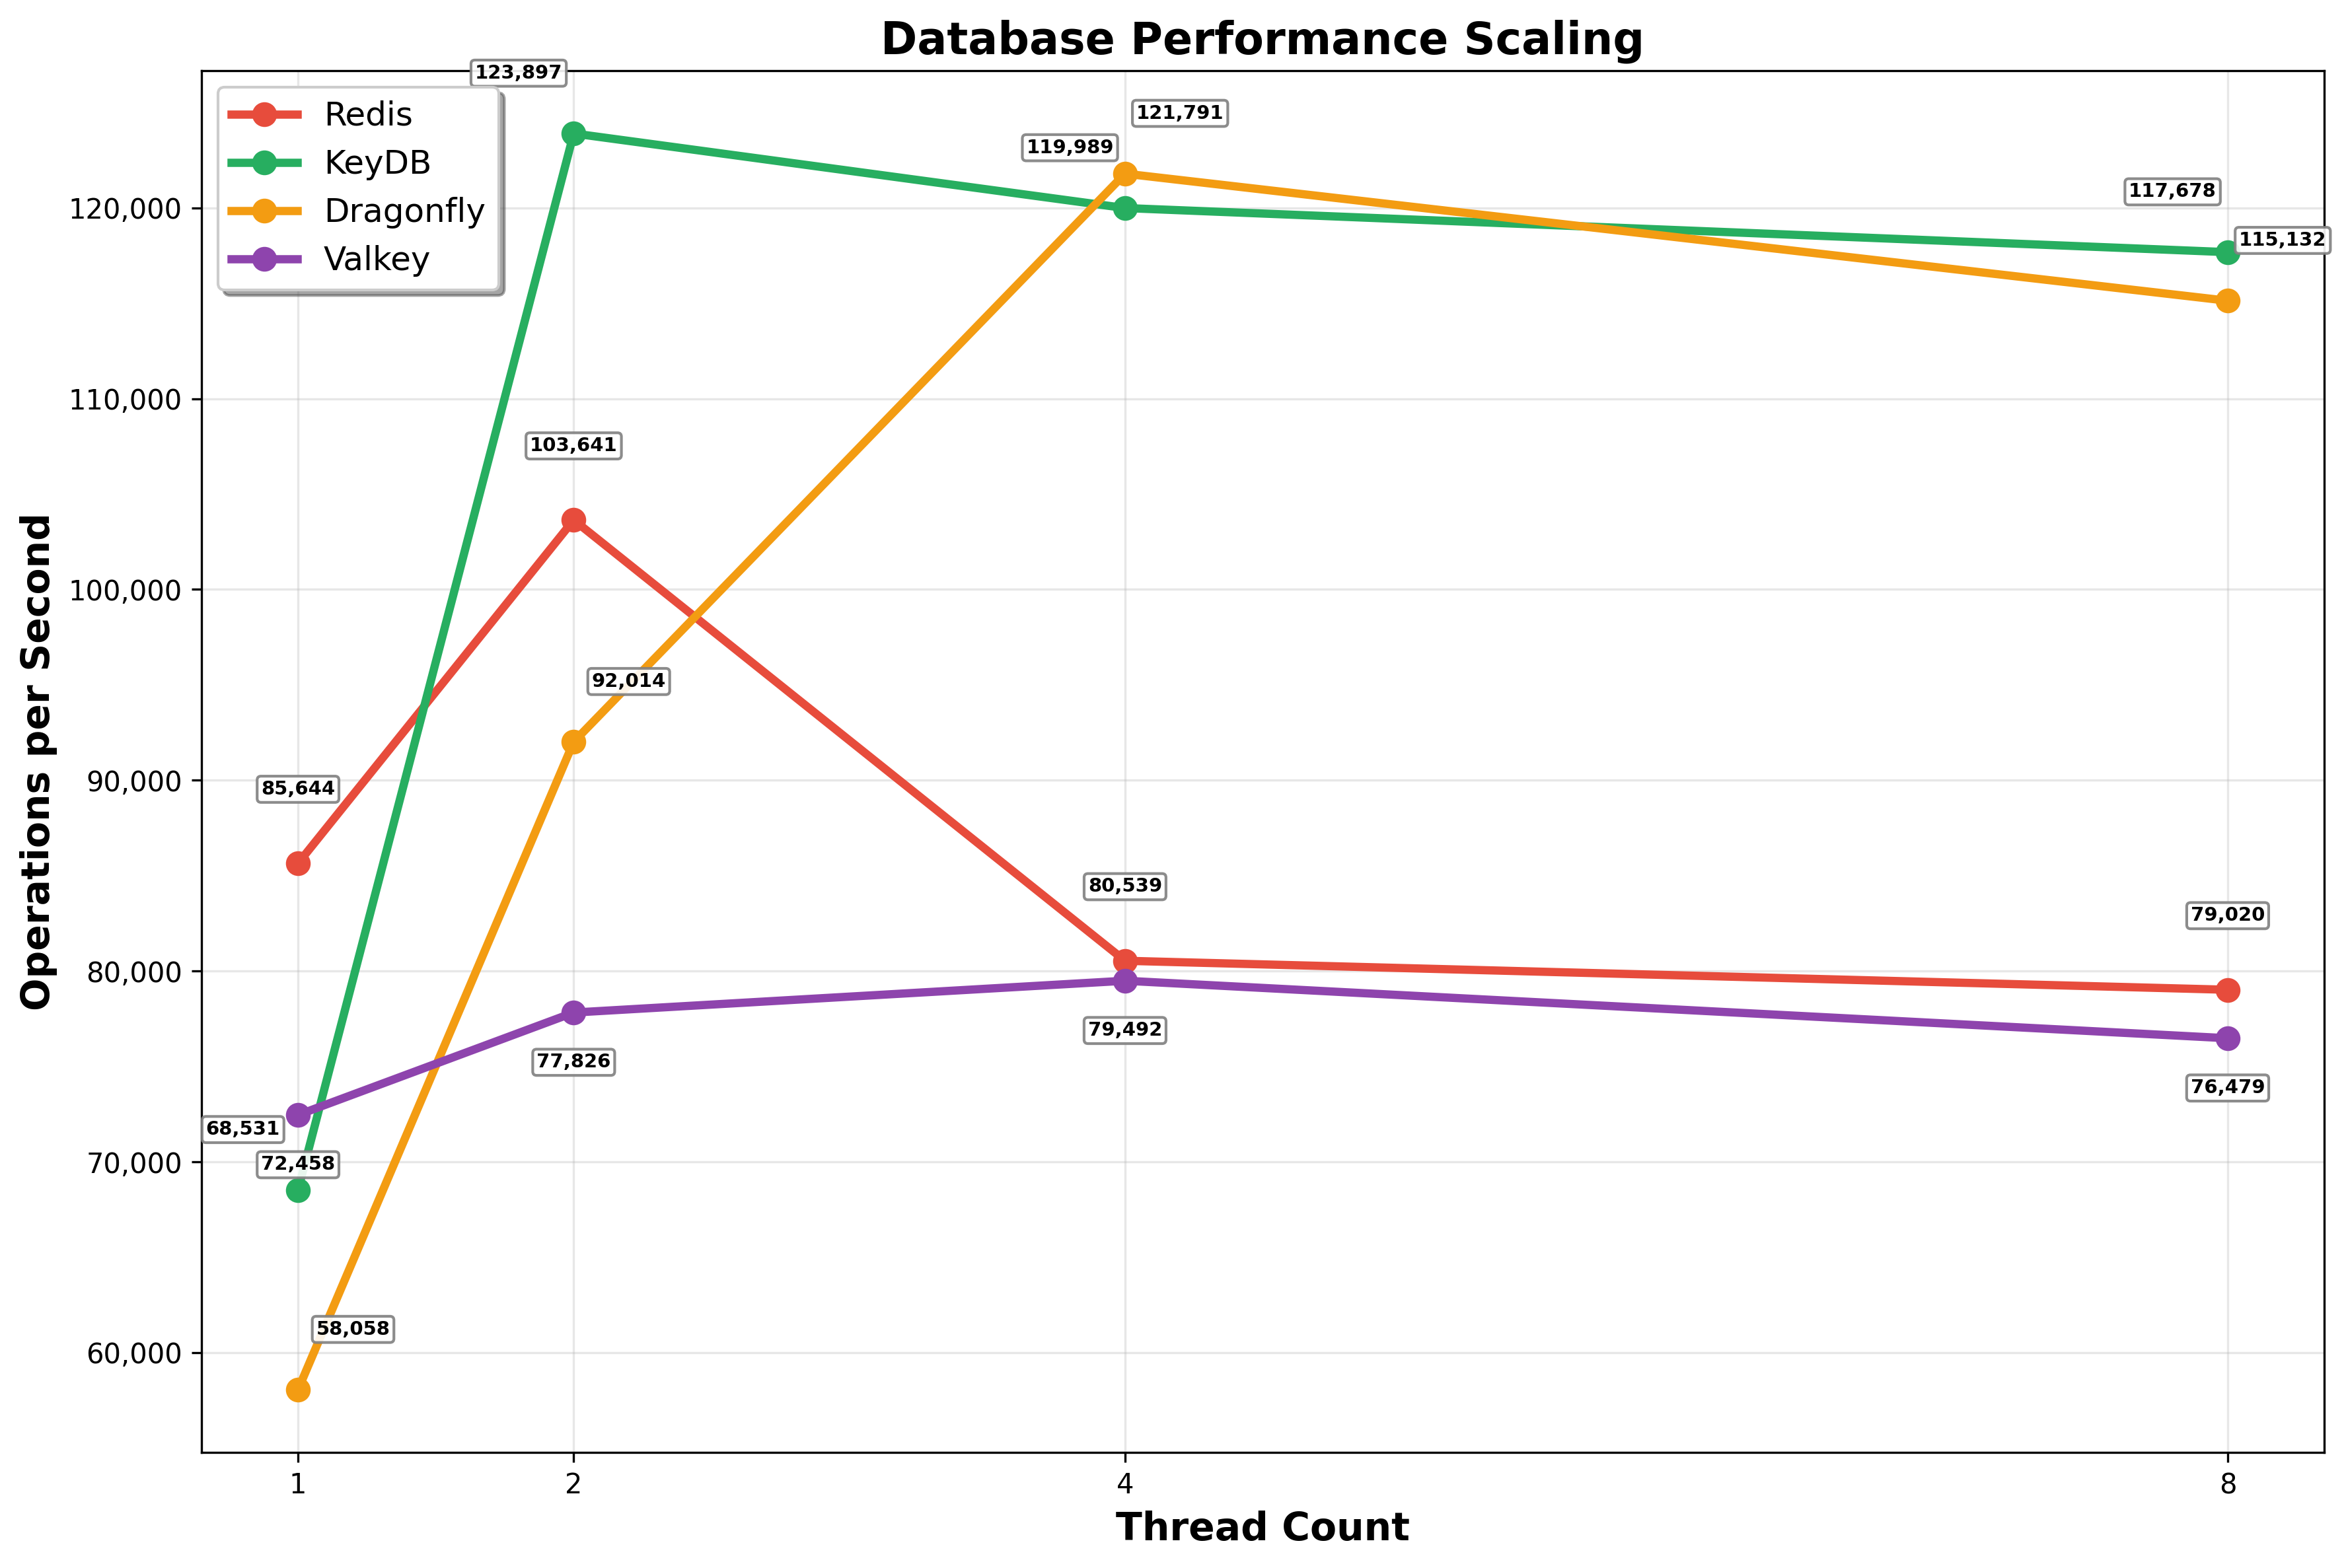 Database Performance Scaling
Redis
KeyDB
Dragonfly
Valkey
123,897
121,791
119,989
117,678
115,132
103,641
92,014
85,644
80,539
79,020
79,492
77,826
76,479
68,531
72,458
58,058
120,000
110,000
100,000
90,000
80,000
70,000
60,000
Operations per Second
1 2 4 8
Thread Count